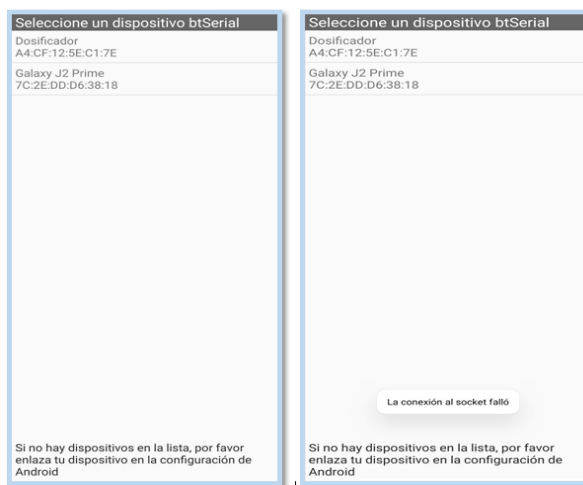 Seleccione un dispositivo btSerial
Dosificador
A4:CF:12:5E:C1:7E
Galaxy J2 Prime
7C:2E:DD:D6:38:18
Si no hay dispositivos en la lista, por favor
enlaza tu dispositivo en la configuración de
Android
Seleccione un dispositivo btSerial
Dosificador
A4:CF:12:5E:C1:7E
Galaxy J2 Prime
7C:2E:DD:D6:38:18
La conexión al socket falló
Si no hay dispositivos en la lista, por favor
enlaza tu dispositivo en la configuración de
Android